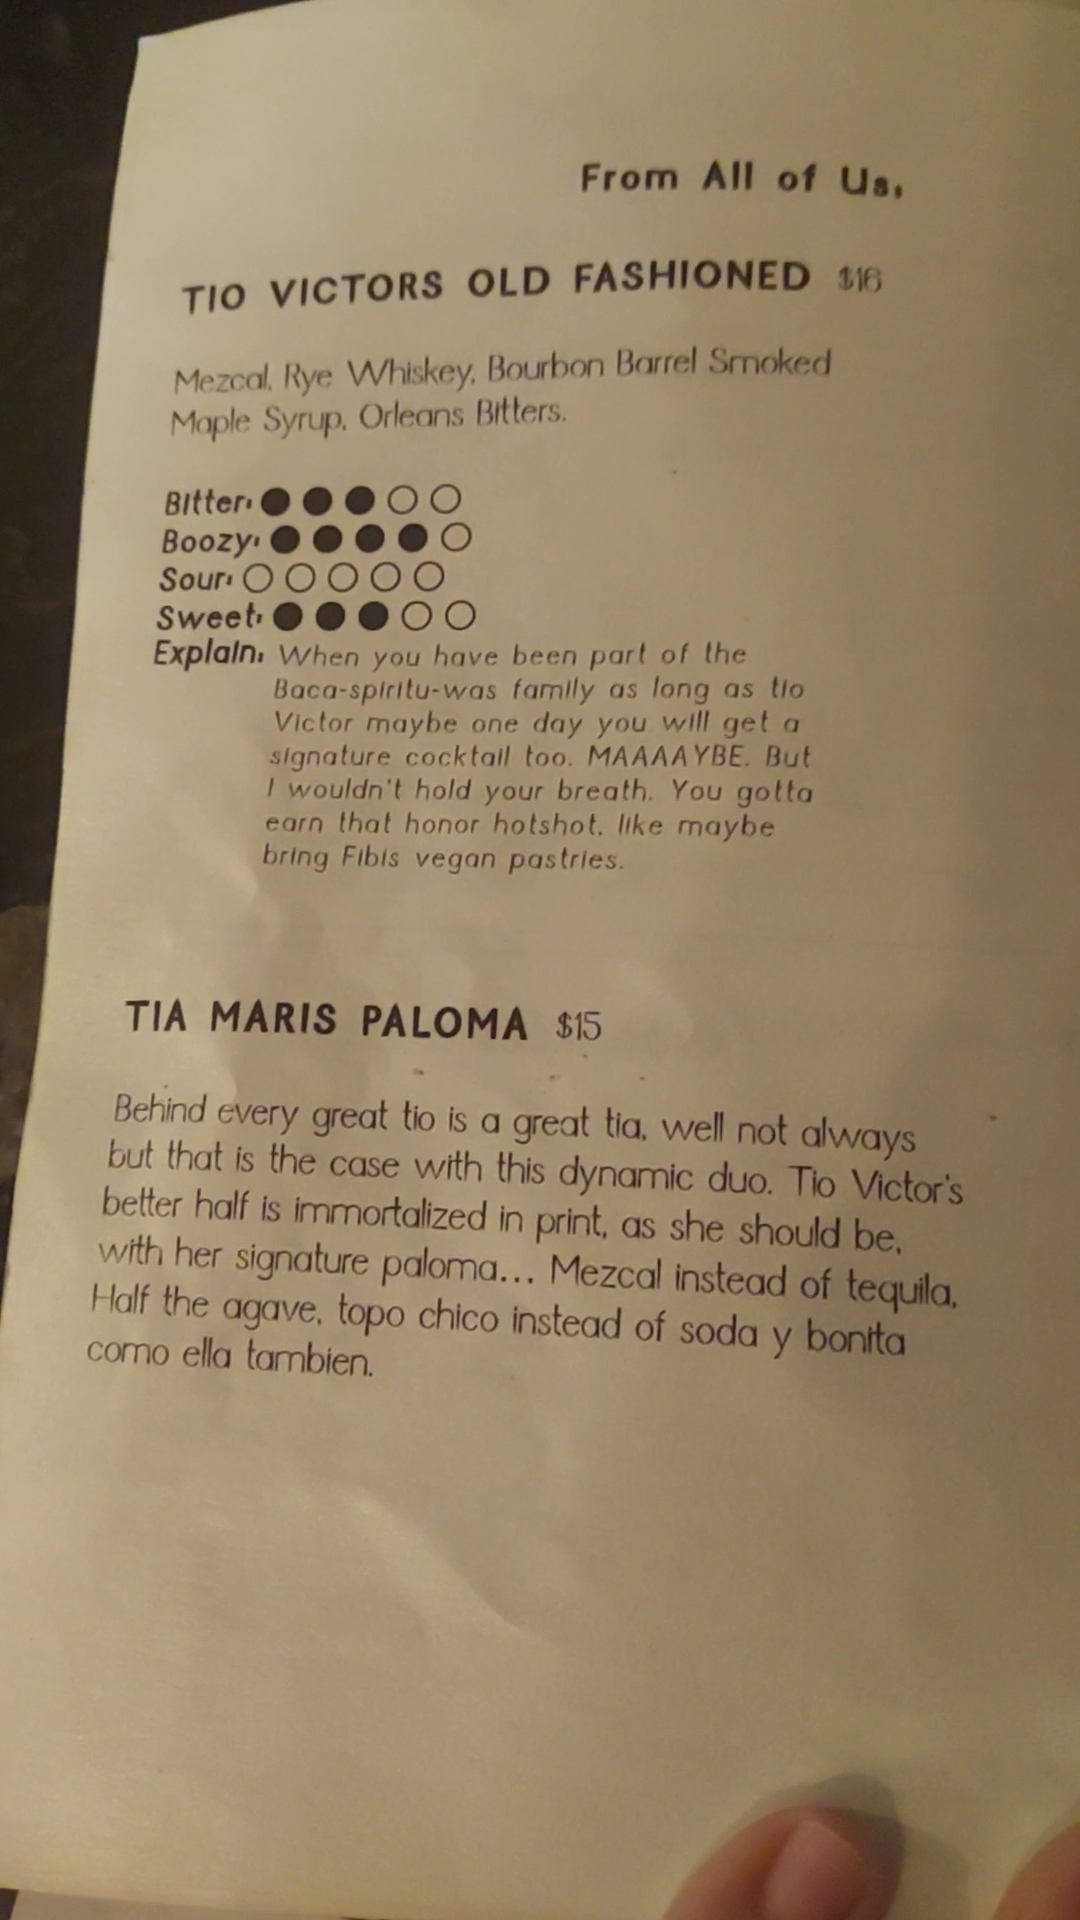 From All of Us,
TIO VICTORS OLD FASHIONED $16
Mezcal, Rye Whiskey, Bourbon Barrel Smoked
Maple Syrup, Orleans Bitters.
Bitter: ●●●○○
Boozy: ●●●●○
Sour: ○○○○○
Sweet: ●●●○○
Explain: When you have been part of the
Baca-spiritu-was family as long as tio
Victor maybe one day you will get a
signature cocktail too. MAAAAYBE. But
I wouldn't hold your breath. You gotta
earn that honor hotshot, like maybe
bring Fibis vegan pastries.
TIA MARIS PALOMA $15
Behind every great tio is a great tia, well not always
but that is the case with this dynamic duo. Tio Victor's
better half is immortalized in print, as she should be,
with her signature paloma... Mezcal instead of tequila,
Half the agave, topo chico instead of soda y bonita
como ella tambien.